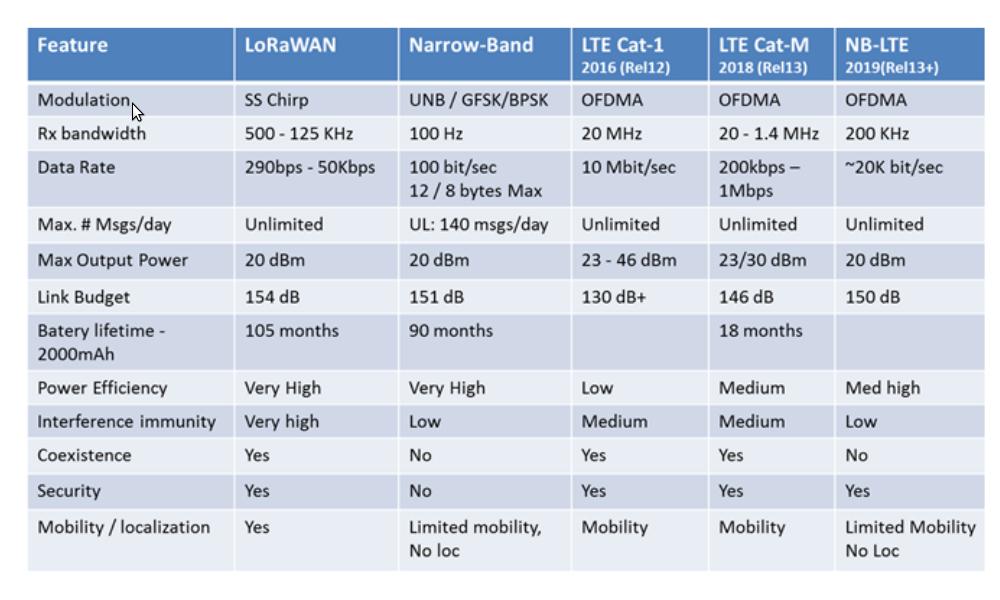 Feature LoRaWAN Narrow-Band LTE Cat-1 LTE Cat-M NB-LTE
2016 (Rel12) 2018 (Rel13) 2019(Rel13+)
Modulation SS Chirp UNB / GFSK/BPSK OFDMA OFDMA OFDMA
Rx bandwidth 500 - 125 KHz 100 Hz 20 MHz 20 - 1.4 MHz 200 KHz
Data Rate 290bps - 50Kbps 100 bit/sec 10 Mbit/sec 200kbps – ~20K bit/sec
12 / 8 bytes Max 1Mbps
Max. # Msgs/day Unlimited UL: 140 msgs/day Unlimited Unlimited Unlimited
Max Output Power 20 dBm 20 dBm 23 - 46 dBm 23/30 dBm 20 dBm
Link Budget 154 dB 151 dB 130 dB+ 146 dB 150 dB
Batery lifetime - 105 months 90 months 18 months
2000mAh
Power Efficiency Very High Very High Low Medium Med high
Interference immunity Very high Low Medium Medium Low
Coexistence Yes No Yes Yes No
Security Yes No Yes Yes Yes
Mobility / localization Yes Limited mobility, Mobility Mobility Limited Mobility
No loc No Loc